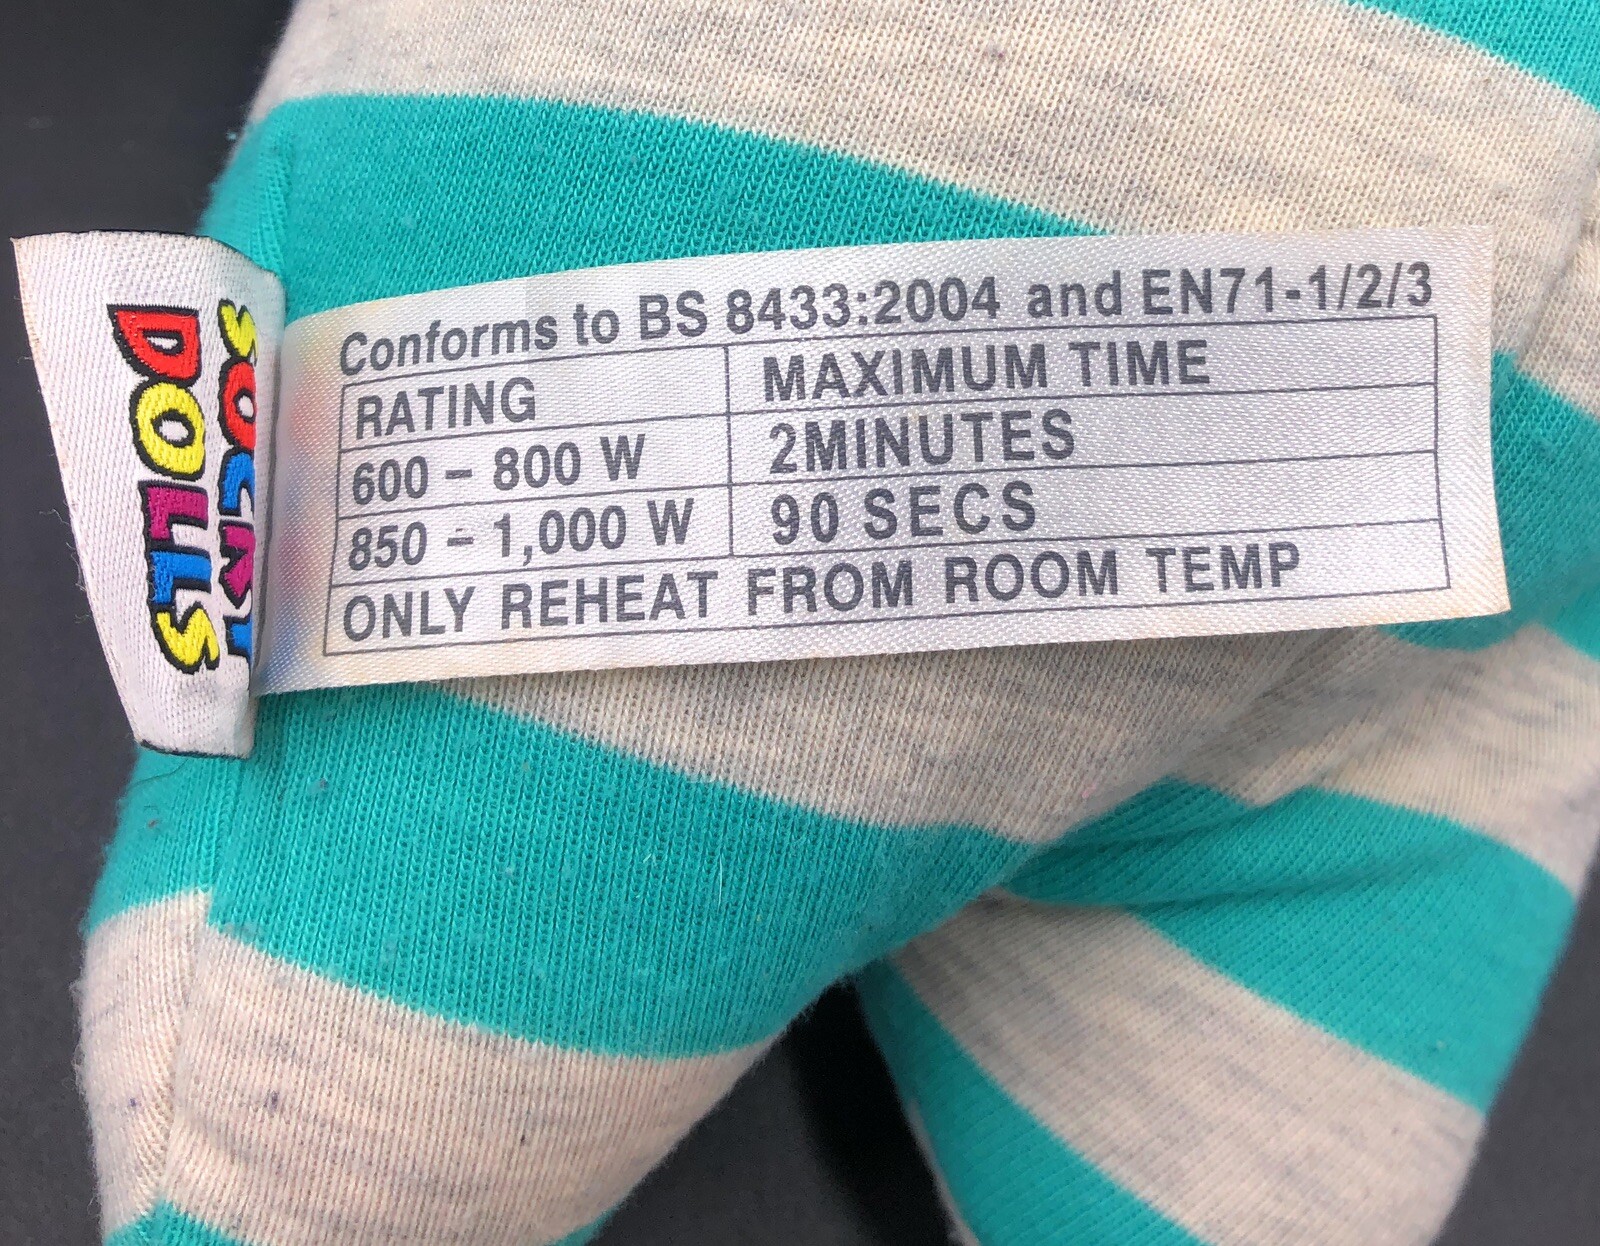 SOCKY
DOLLS
Conforms to BS 8433:2004 and EN71-1/2/3
RATING MAXIMUM TIME
600 – 800 W 2MINUTES
850 – 1,000 W 90 SECS
ONLY REHEAT FROM ROOM TEMP